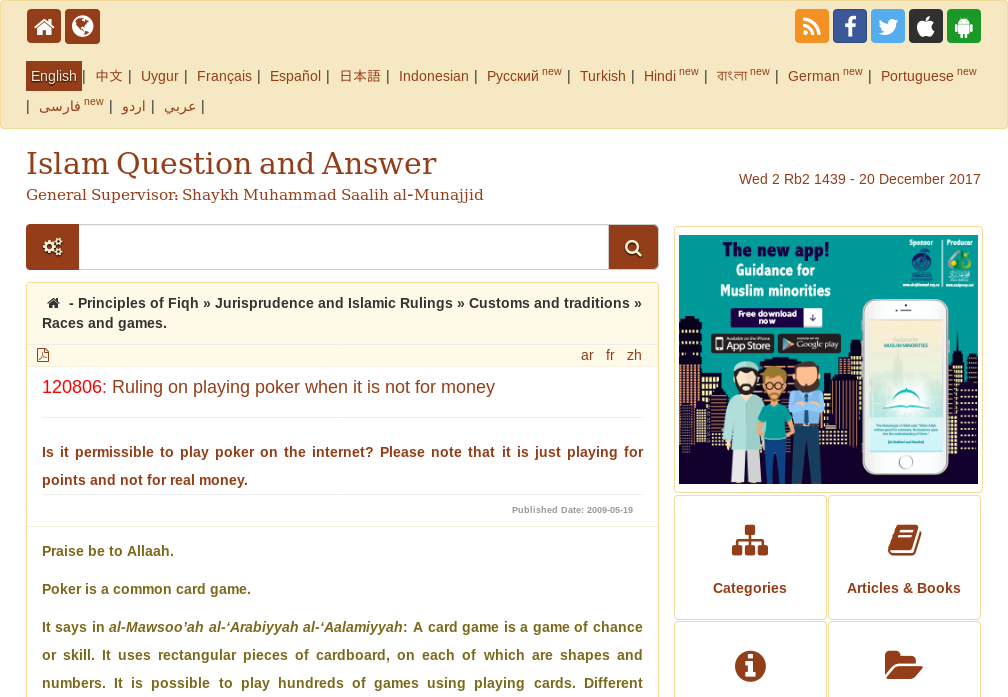 English | 中文 | Uygur | Français | Español | 日本語 | Indonesian | Русский new | Turkish | Hindi new | বাংলা new | German new | Portuguese new
| فارسی new | اردو | عربي |
Islam Question and Answer
General Supervisor: Shaykh Muhammad Saalih al-Munajjid
Wed 2 Rb2 1439 - 20 December 2017
- Principles of Fiqh » Jurisprudence and Islamic Rulings » Customs and traditions »
Races and games.
ar fr zh
120806: Ruling on playing poker when it is not for money
Is it permissible to play poker on the internet? Please note that it is just playing for
points and not for real money.
Published Date: 2009-05-19
Praise be to Allaah.
Poker is a common card game.
It says in al-Mawsoo’ah al-‘Arabiyyah al-‘Aalamiyyah: A card game is a game of chance
or skill. It uses rectangular pieces of cardboard, on each of which are shapes and
numbers. It is possible to play hundreds of games using playing cards. Different
The new app!
Guidance for
Muslim minorities
Sponsor
Producer
Free download
now
Available on the iPhone
App Store
Google play
MUSLIM MINORITIES
Categories
Articles & Books